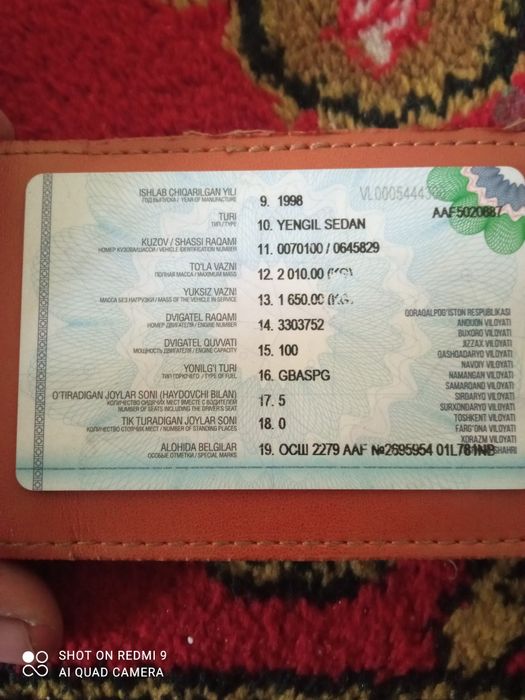 VL0005444
AAF5020887
ISHLAB CHIQARILGAN YILI
ГОД ВЫПУСКА / YEAR OF MANUFACTURE
9. 1998
TURI
ТИП / TYPE
10. YENGIL SEDAN
KUZOV / SHASSI RAQAMI
НОМЕР КУЗОВА/ШАССИ / VEHICLE IDENTIFICATION NUMBER
11. 0070100 / 0645829
TO'LA VAZNI
ПОЛНАЯ МАССА / MAXIMUM MASS
12. 2 010.00 (KG)
YUKSIZ VAZNI
МАССА БЕЗ НАГРУЗКИ / MASS OF THE VEHICLE IN SERVICE
13. 1 650.00 (KG)
DVIGATEL RAQAMI
НОМЕР ДВИГАТЕЛЯ / ENGINE NUMBER
14. 3303752
DVIGATEL QUVVATI
МОЩНОСТЬ ДВИГАТЕЛЯ / ENGINE CAPACITY
15. 100
YONILG'I TURI
ТИП ГОРЮЧЕГО / TYPE OF FUEL
16. GBASPG
O'TIRADIGAN JOYLAR SONI (HAYDOVCHI BILAN)
КОЛИЧЕСТВО СИДЯЧИХ МЕСТ ВМЕСТЕ С ВОДИТЕЛЕМ
NUMBER OF SEATS INCLUDING THE DRIVER'S SEAT
17. 5
TIK TURADIGAN JOYLAR SONI
КОЛИЧЕСТВО СТОЯЧИХ МЕСТ / NUMBER OF STANDING PLACES
18. 0
ALOHIDA BELGILAR
ОСОБЫЕ ОТМЕТКИ / SPECIAL MARKS
19. ОСШ 2279 AAF №2695954 01L781NB
QORAQALPOG'ISTON RESPUBLIKASI
ANDIJON VILOYATI
BUXORO VILOYATI
JIZZAX VILOYATI
QASHQADARYO VILOYATI
NAVOIY VILOYATI
NAMANGAN VILOYATI
SAMARQAND VILOYATI
SIRDARYO VILOYATI
SURXONDARYO VILOYATI
TOSHKENT VILOYATI
FARG'ONA VILOYATI
XORAZM VILOYATI
SHAHRI
SHOT ON REDMI 9
AI QUAD CAMERA